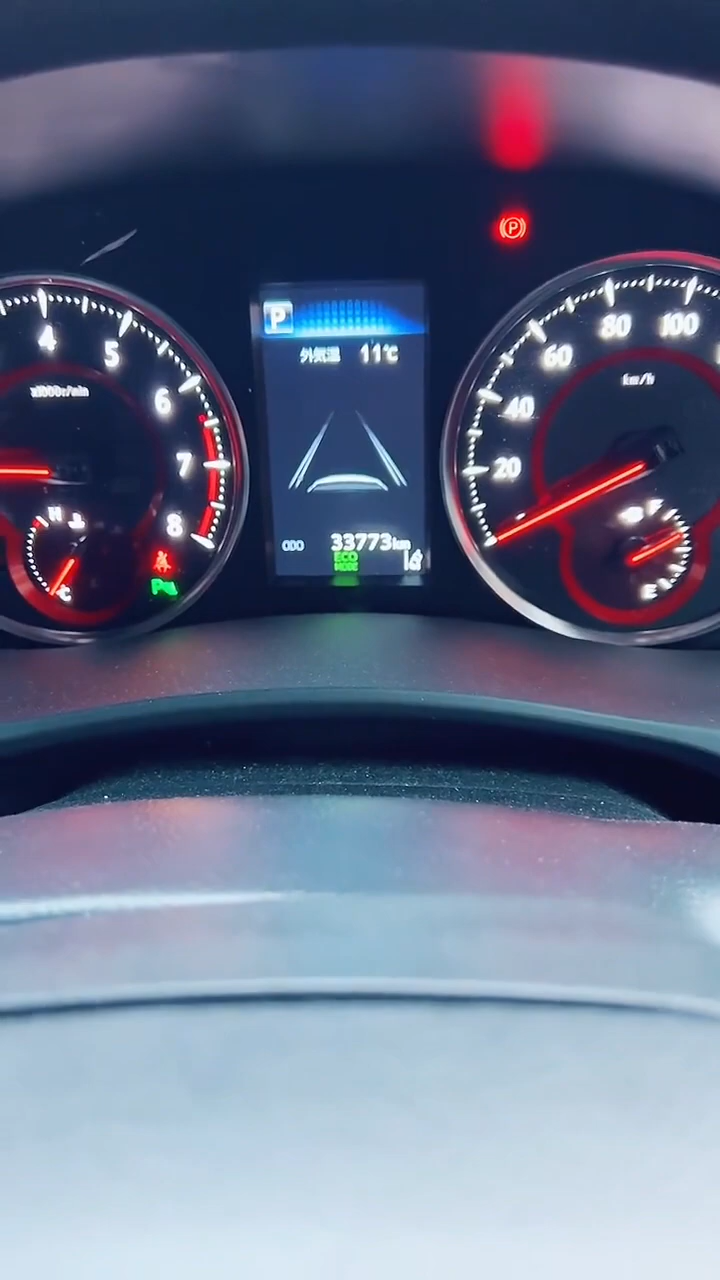 P
P
外気温 11℃
4
5
6
7
8
x1000r/min
H
C
ODO 33773km
ECO
MODE
20
40
60
80
100
km/h
F
E